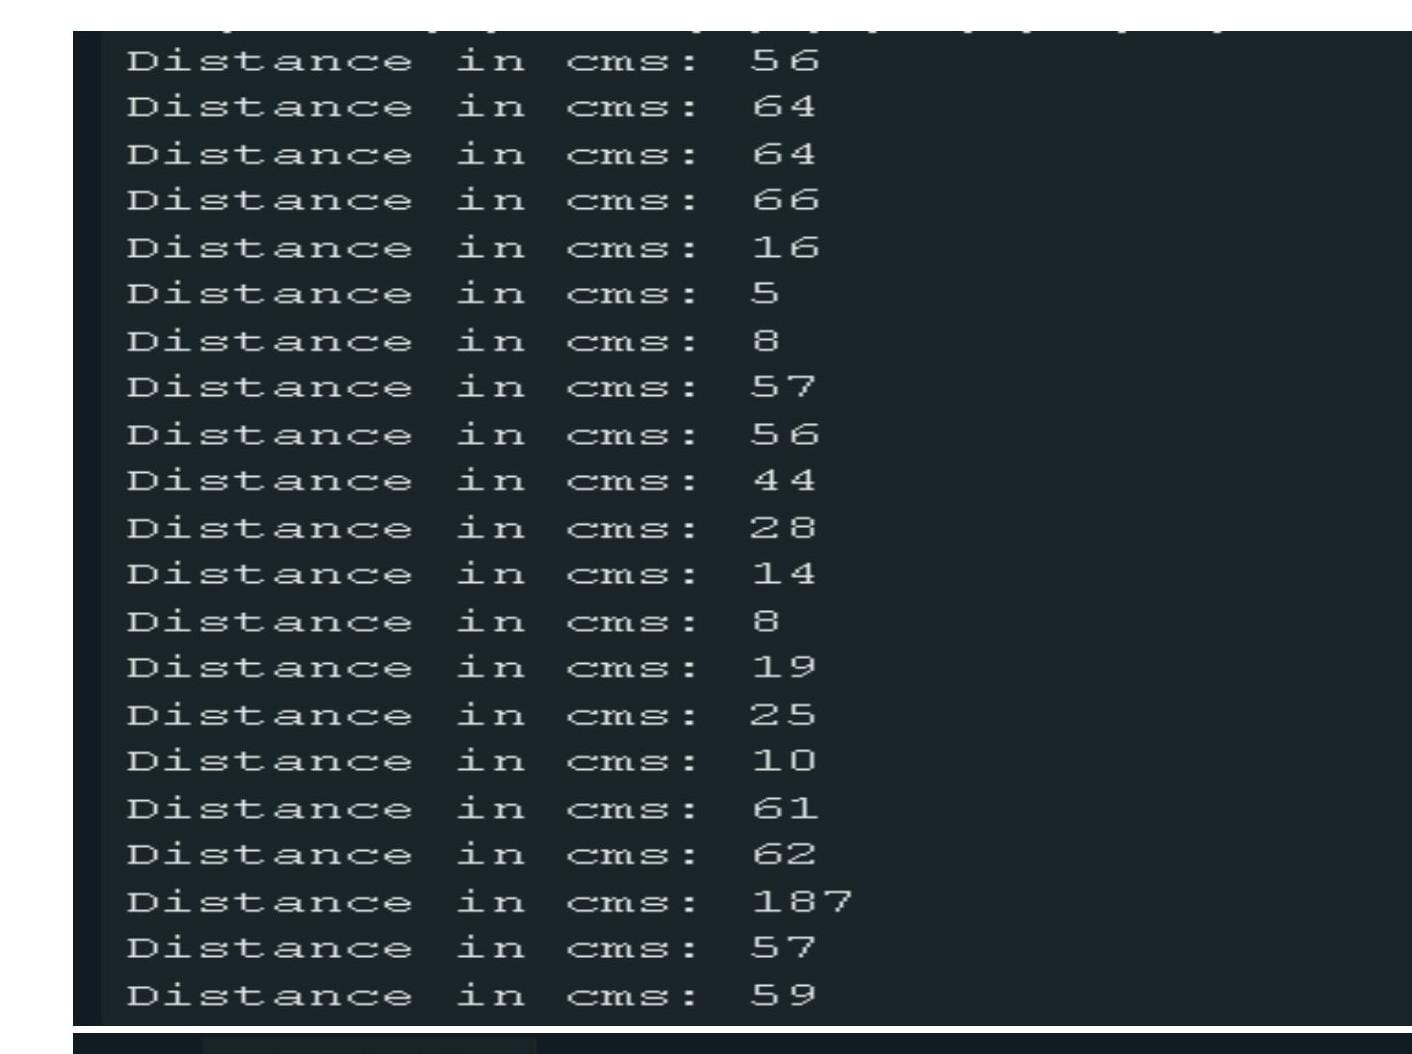 Distance in cms: 56
Distance in cms: 64
Distance in cms: 64
Distance in cms: 66
Distance in cms: 16
Distance in cms: 5
Distance in cms: 8
Distance in cms: 57
Distance in cms: 56
Distance in cms: 44
Distance in cms: 28
Distance in cms: 14
Distance in cms: 8
Distance in cms: 19
Distance in cms: 25
Distance in cms: 10
Distance in cms: 61
Distance in cms: 62
Distance in cms: 187
Distance in cms: 57
Distance in cms: 59